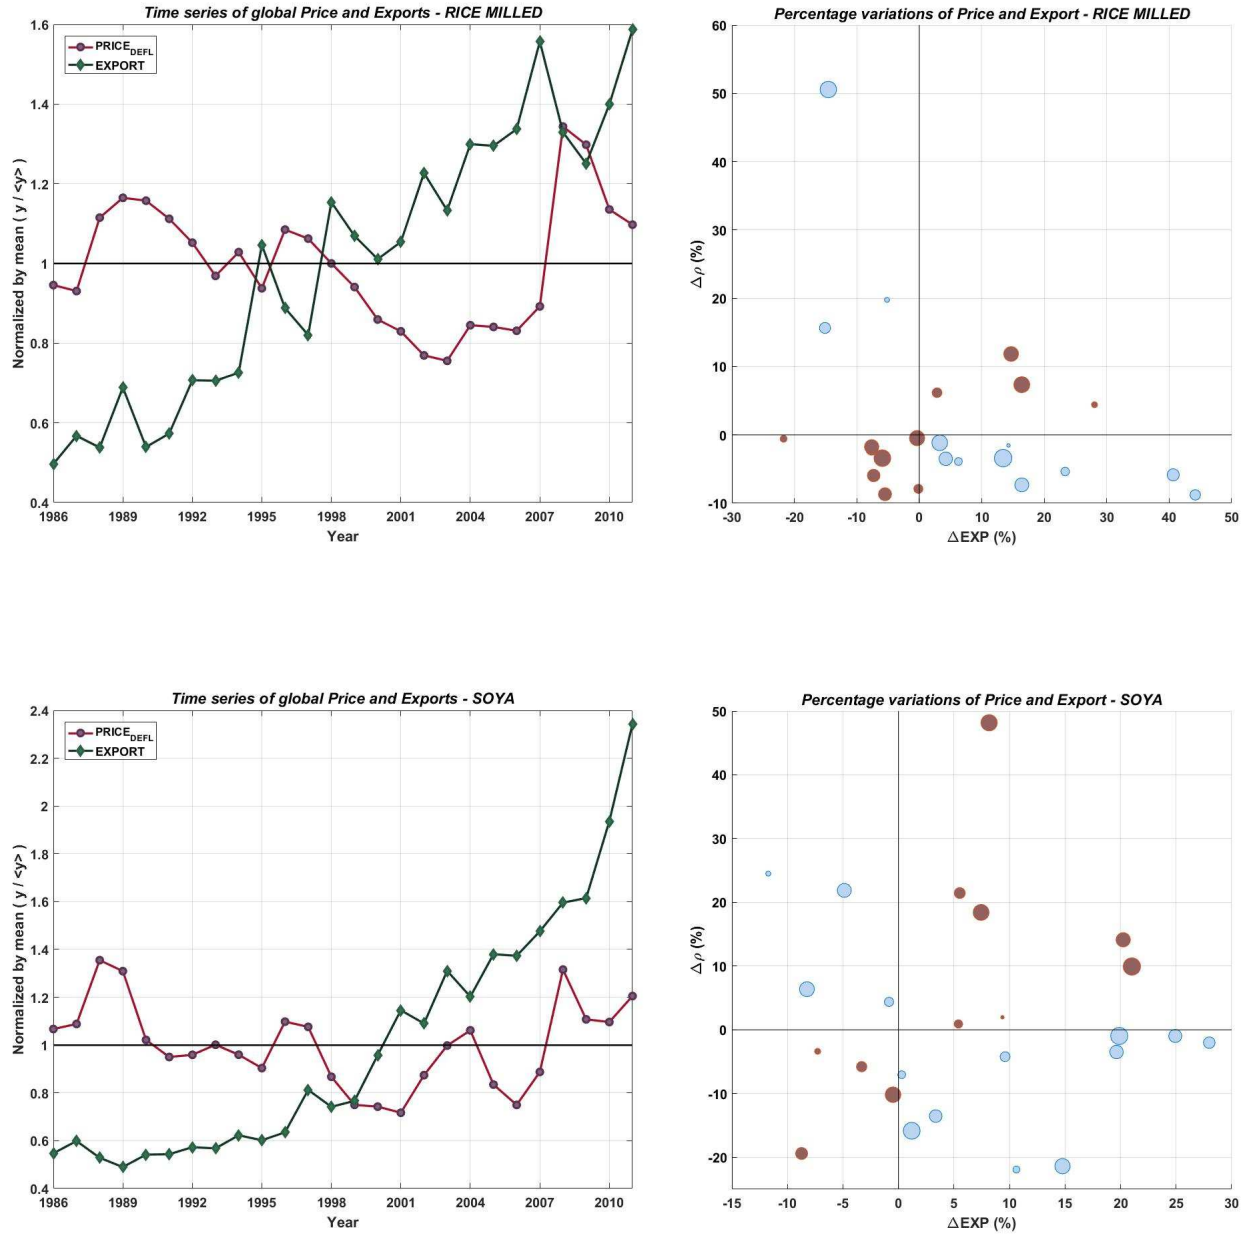 Time series of global Price and Exports - RICE MILLED
PRICE_DEFL
EXPORT
Normalized by mean ( y / <y> )
1.6
1.4
1.2
1
0.8
0.6
0.4
1986 1989 1992 1995 1998 2001 2004 2007 2010
Year
Percentage variations of Price and Export - RICE MILLED
Δρ (%)
60
50
40
30
20
10
0
-10
-30 -20 -10 0 10 20 30 40 50
ΔEXP (%)
Time series of global Price and Exports - SOYA
PRICE_DEFL
EXPORT
Normalized by mean ( y / <y> )
2.4
2.2
2
1.8
1.6
1.4
1.2
1
0.8
0.6
0.4
1986 1989 1992 1995 1998 2001 2004 2007 2010
Year
Percentage variations of Price and Export - SOYA
Δρ (%)
50
40
30
20
10
0
-10
-20
-15 -10 -5 0 5 10 15 20 25 30
ΔEXP (%)